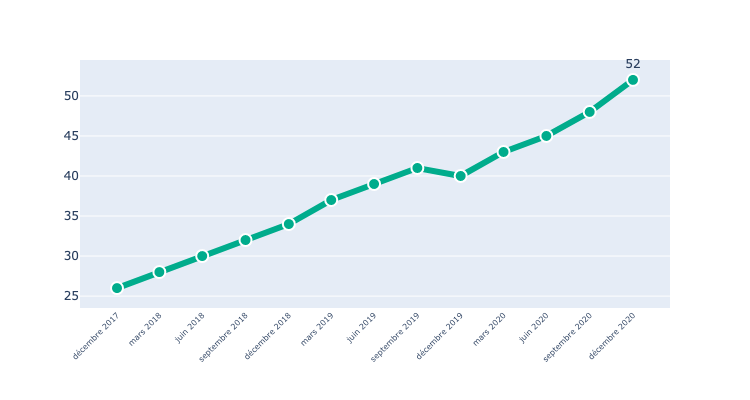 52
50
45
40
35
30
25
décembre 2017
mars 2018
juin 2018
septembre 2018
décembre 2018
mars 2019
juin 2019
septembre 2019
décembre 2019
mars 2020
juin 2020
septembre 2020
décembre 2020